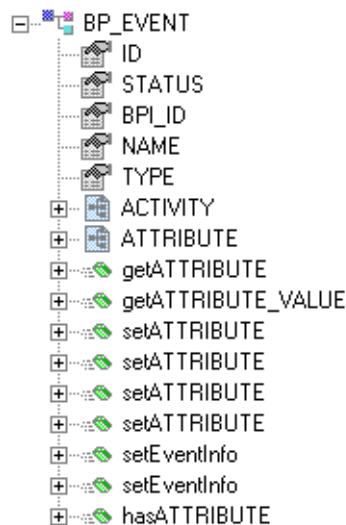 BP_EVENT
ID
STATUS
BPI_ID
NAME
TYPE
ACTIVITY
ATTRIBUTE
getATTRIBUTE
getATTRIBUTE_VALUE
setATTRIBUTE
setATTRIBUTE
setATTRIBUTE
setATTRIBUTE
setEventInfo
setEventInfo
hasATTRIBUTE